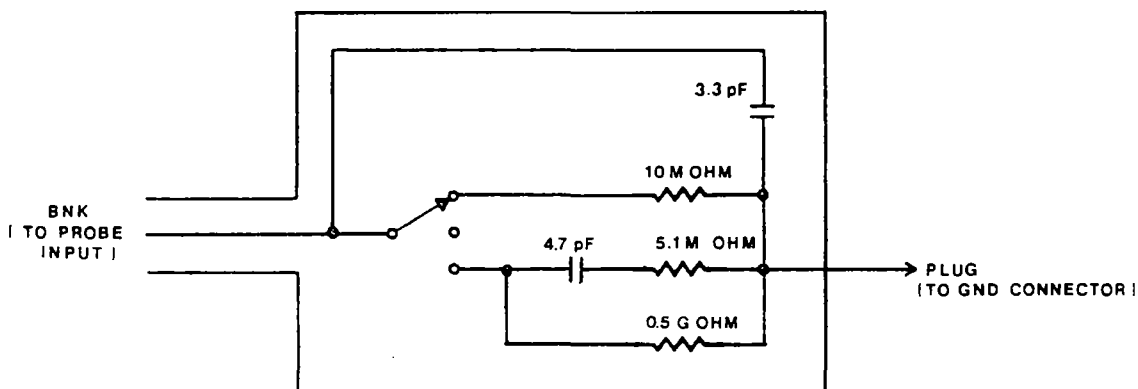 3.3 pF
10 M OHM
BNK
( TO PROBE
INPUT )
4.7 pF
5.1 M OHM
0.5 G OHM
PLUG
(TO GND CONNECTOR)